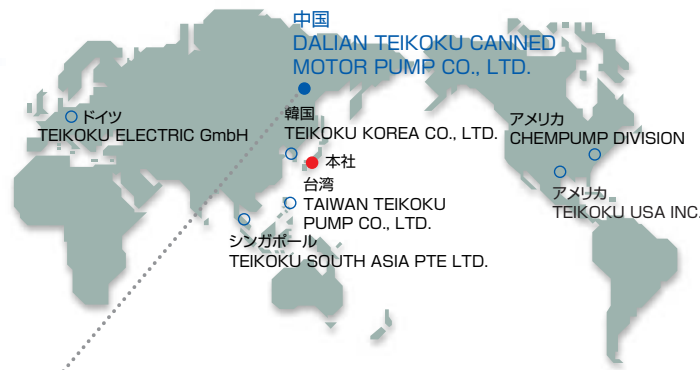 中国
DALIAN TEIKOKU CANNED
MOTOR PUMP CO., LTD.
ドイツ
TEIKOKU ELECTRIC GmbH
韓国
TEIKOKU KOREA CO., LTD.
アメリカ
CHEMPUMP DIVISION
本社
台湾
TAIWAN TEIKOKU
PUMP CO., LTD.
アメリカ
TEIKOKU USA INC.
シンガポール
TEIKOKU SOUTH ASIA PTE LTD.